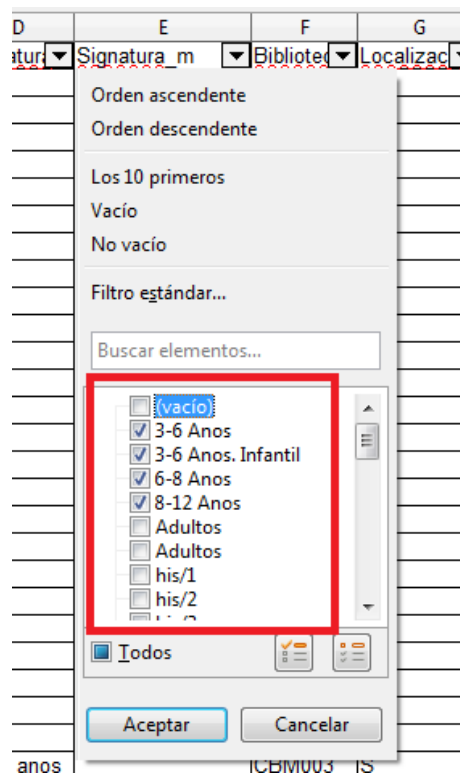 D E F G
atura Signatura_m Bibliotec Localizac
Orden ascendente
Orden descendente
Los 10 primeros
Vacío
No vacío
Filtro estándar...
Buscar elementos...
(vacío)
3-6 Anos
3-6 Anos. Infantil
6-8 Anos
8-12 Anos
Adultos
Adultos
his/1
his/2
Todos
Aceptar Cancelar
anos ICBM003 IS